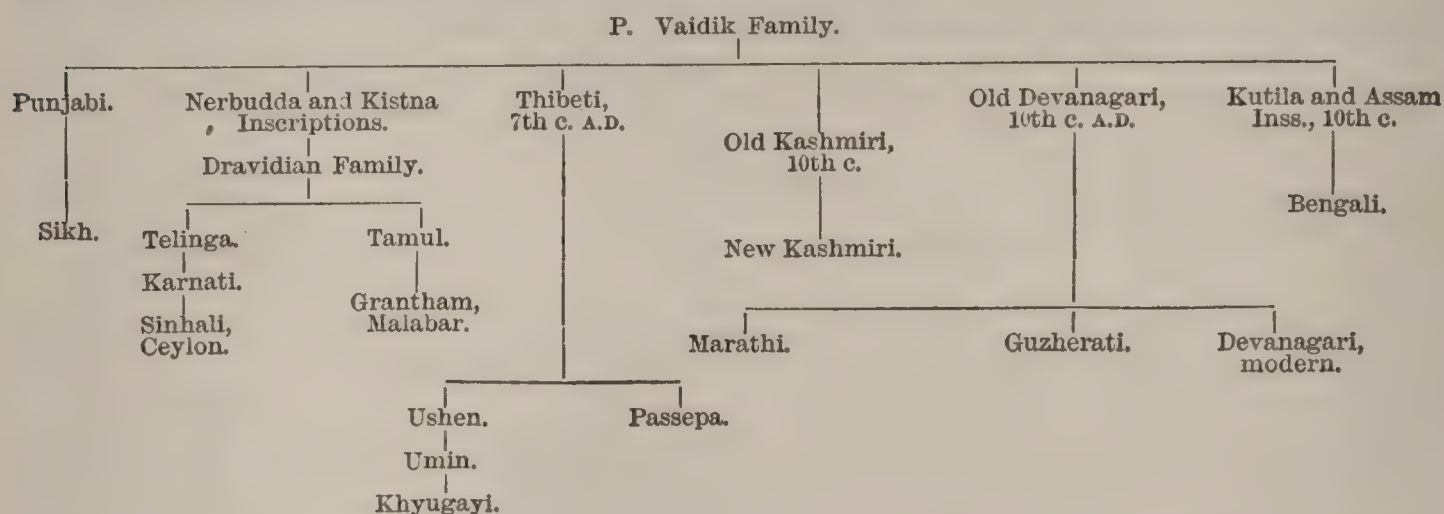 P. Vaidik Family.
Punjabi.
Sikh.
Nerbudda and Kistna
Inscriptions.
Dravidian Family.
Telinga.
Karnati.
Sinhali,
Ceylon.
Tamul.
Grantham,
Malabar.
Thibeti,
7th c. A.D.
Ushen.
Umin.
Khyugayi.
Passepa.
Old Kashmiri,
10th c.
New Kashmiri.
Old Devanagari,
10th c. A.D.
Marathi.
Guzherati.
Devanagari,
modern.
Kutila and Assam
Inss., 10th c.
Bengali.